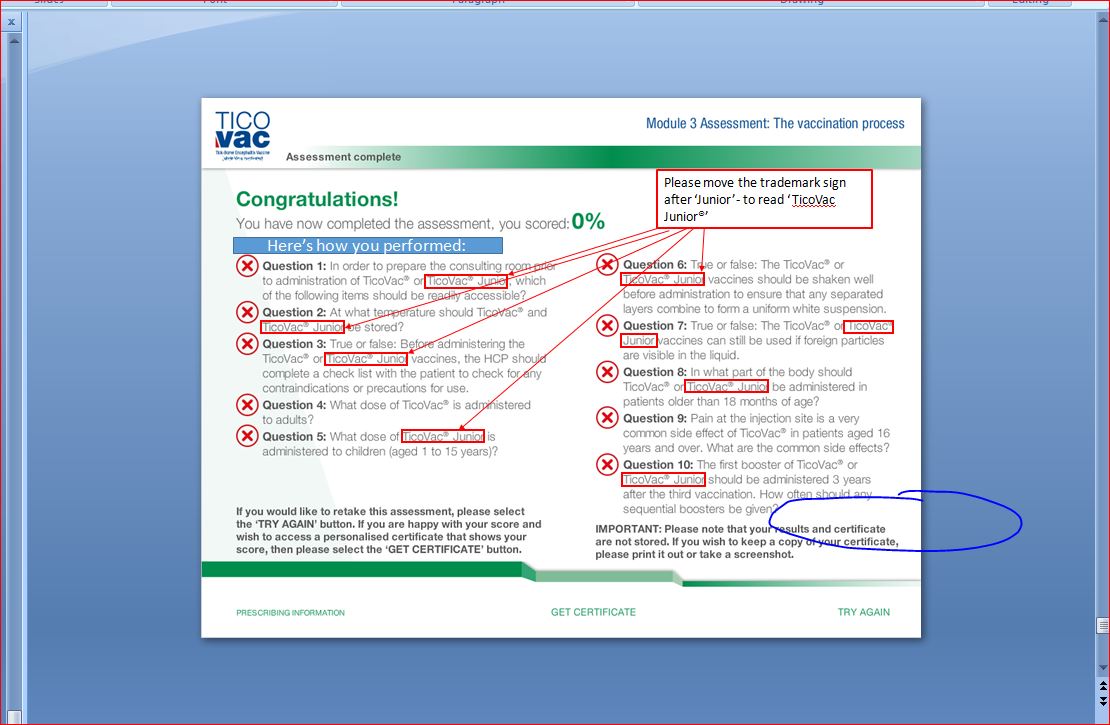 Slides Font Paragraph Drawing Editing
x
TICO
vac
Module 3 Assessment: The vaccination process
Assessment complete
Please move the trademark sign
after ‘Junior’- to read ‘TicoVac
Junior®’
Congratulations!
You have now completed the assessment, you scored: 0%
Here’s how you performed:
Question 1: In order to prepare the consulting room prior
to administration of TicoVac® or TicoVac® Junior, which
of the following items should be readily accessible?
Question 2: At what temperature should TicoVac® and
TicoVac® Junior be stored?
Question 3: True or false: Before administering the
TicoVac® or TicoVac® Junior vaccines, the HCP should
complete a check list with the patient to check for any
contraindications or precautions for use.
Question 4: What dose of TicoVac® is administered
to adults?
Question 5: What dose of TicoVac® Junior is
administered to children (aged 1 to 15 years)?
Question 6: True or false: The TicoVac® or
TicoVac® Junior vaccines should be shaken well
before administration to ensure that any separated
layers combine to form a uniform white suspension.
Question 7: True or false: The TicoVac® or TicoVac®
Junior vaccines can still be used if foreign particles
are visible in the liquid.
Question 8: In what part of the body should
TicoVac® or TicoVac® Junior be administered in
patients older than 18 months of age?
Question 9: Pain at the injection site is a very
common side effect of TicoVac® in patients aged 16
years and over. What are the common side effects?
Question 10: The first booster of TicoVac® or
TicoVac® Junior should be administered 3 years
after the third vaccination. How often should any
sequential boosters be given?
If you would like to retake this assessment, please select
the ‘TRY AGAIN’ button. If you are happy with your score and
wish to access a personalised certificate that shows your
score, then please select the ‘GET CERTIFICATE’ button.
IMPORTANT: Please note that your results and certificate
are not stored. If you wish to keep a copy of your certificate,
please print it out or take a screenshot.
PRESCRIBING INFORMATION GET CERTIFICATE TRY AGAIN